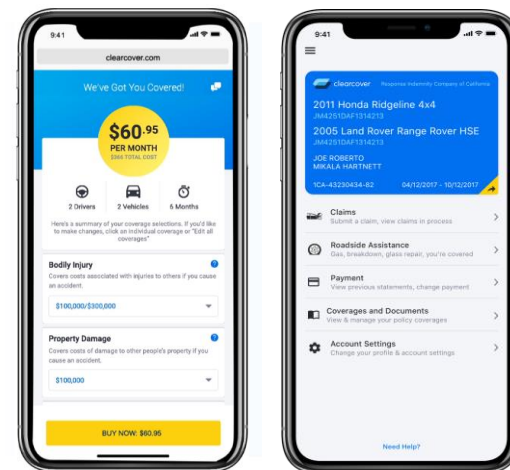 9:41
clearcover.com
We've Got You Covered!
$60.95
PER MONTH
2 Drivers
2 Vehicles
6 Months
Here's a summary of your coverage selections. If you'd like
to make changes, click an individual coverage or "Edit all
coverages"
Bodily Injury
Covers costs associated with injuries to others if you cause
an accident.
$100,000/$300,000
Property Damage
Covers costs of damage to other people's property if you
cause an accident.
$100,000
BUY NOW: $60.95
9:41
clearcover
Response Indemnity Company of California
2011 Honda Ridgeline 4x4
JM4251DAF1314213
2005 Land Rover Range Rover HSE
JM4251DAF1314213
JOE ROBERTO
MIKALA HARTNETT
1CA-43230434-82
04/12/2017 - 10/12/2017
Claims
Submit a claim, view claims in process
Roadside Assistance
Gas, breakdown, glass repair, you're covered
Payment
View previous statements, change payment
Coverages and Documents
View & manage your policy coverages
Account Settings
Change your profile & account settings
Need Help?